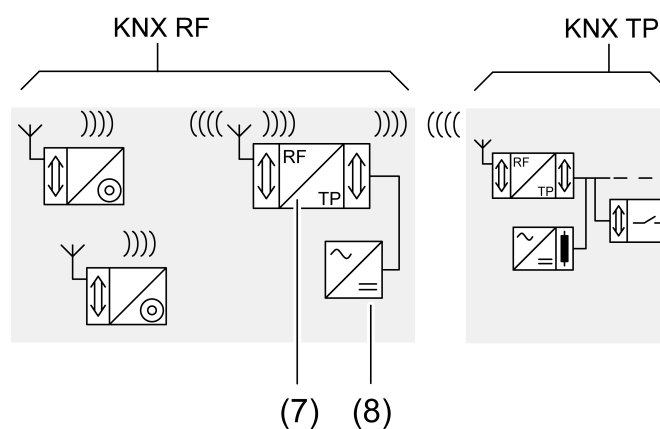 KNX RF
KNX TP
RF
TP
RF
TP
(7)
(8)